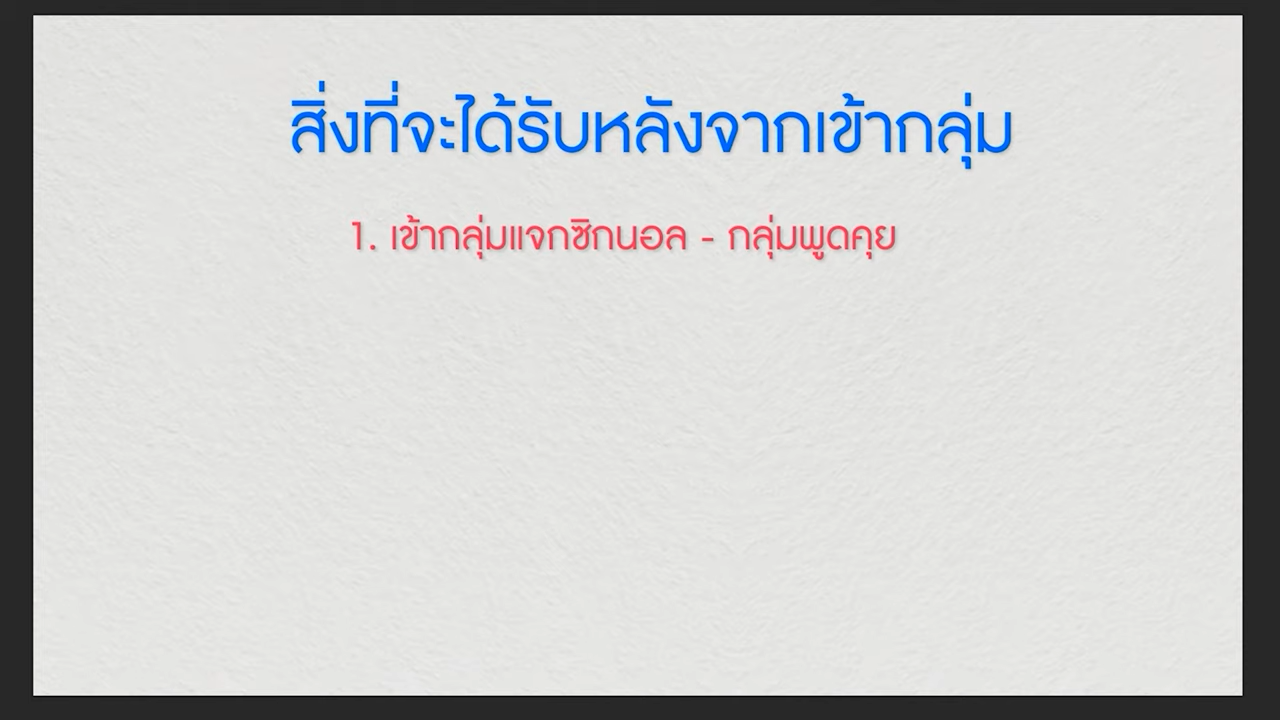 สิ่งที่จะได้รับหลังจากเข้ากลุ่ม
1. เข้ากลุ่มแจกซิกนอล - กลุ่มพูดคุย